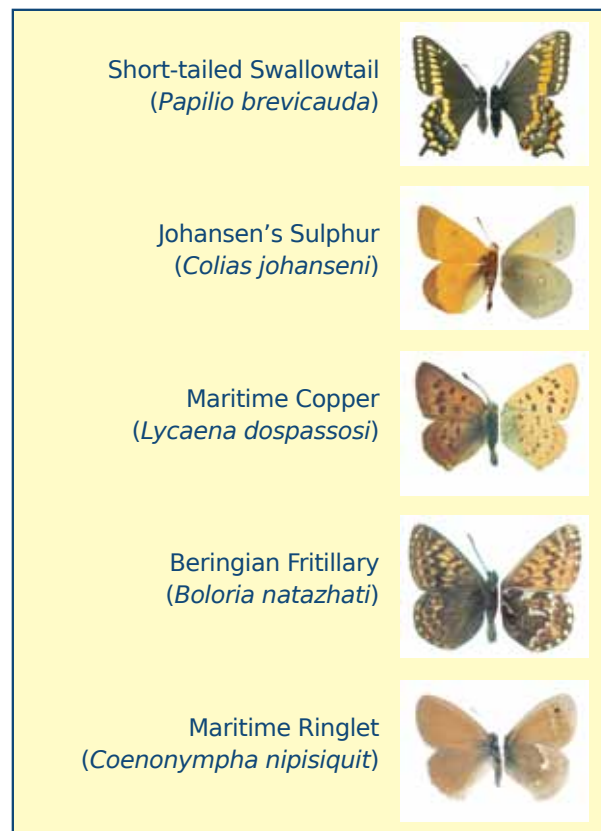 Short-tailed Swallowtail
(Papilio brevicauda)
Johansen’s Sulphur
(Colias johanseni)
Maritime Copper
(Lycaena dospassosi)
Beringian Fritillary
(Boloria natazhati)
Maritime Ringlet
(Coenonympha nipisiquit)